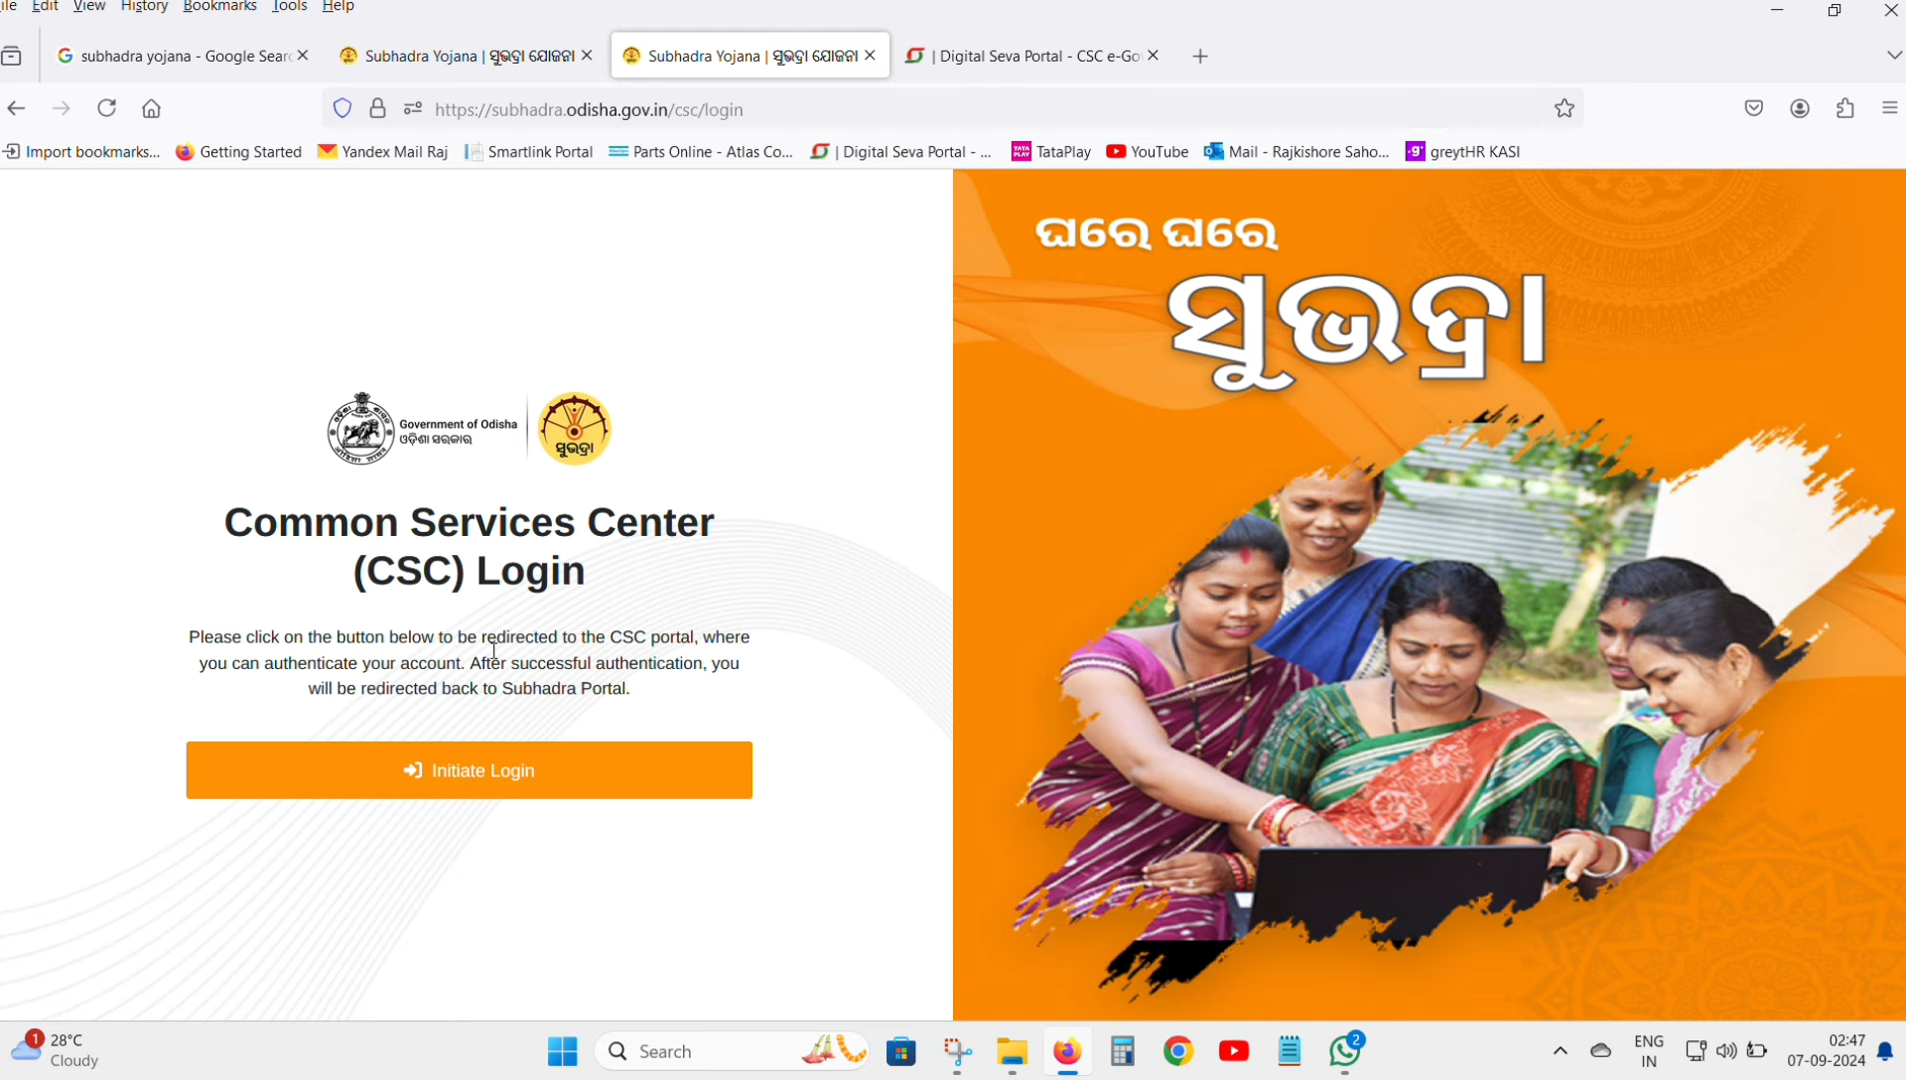 ile Edit View History Bookmarks Tools Help
subhadra yojana - Google Searc
Subhadra Yojana | ସୁଭଦ୍ରା ଯୋଜନା
Subhadra Yojana | ସୁଭଦ୍ରା ଯୋଜନା
| Digital Seva Portal - CSC e-Go
https://subhadra.odisha.gov.in/csc/login
Import bookmarks... Getting Started Yandex Mail Raj Smartlink Portal Parts Online - Atlas Co... | Digital Seva Portal - ... TATA PLAY TataPlay YouTube Mail - Rajkishore Saho... greytHR KASI
ଘରେ ଘରେ
ସୁଭଦ୍ରା
Government of Odisha
ଓଡ଼ିଶା ସରକାର
ସୁଭଦ୍ରା
Common Services Center
(CSC) Login
Please click on the button below to be redirected to the CSC portal, where
you can authenticate your account. After successful authentication, you
will be redirected back to Subhadra Portal.
Initiate Login
1
28°C
Cloudy
Search
2
ENG
IN
02:47
07-09-2024